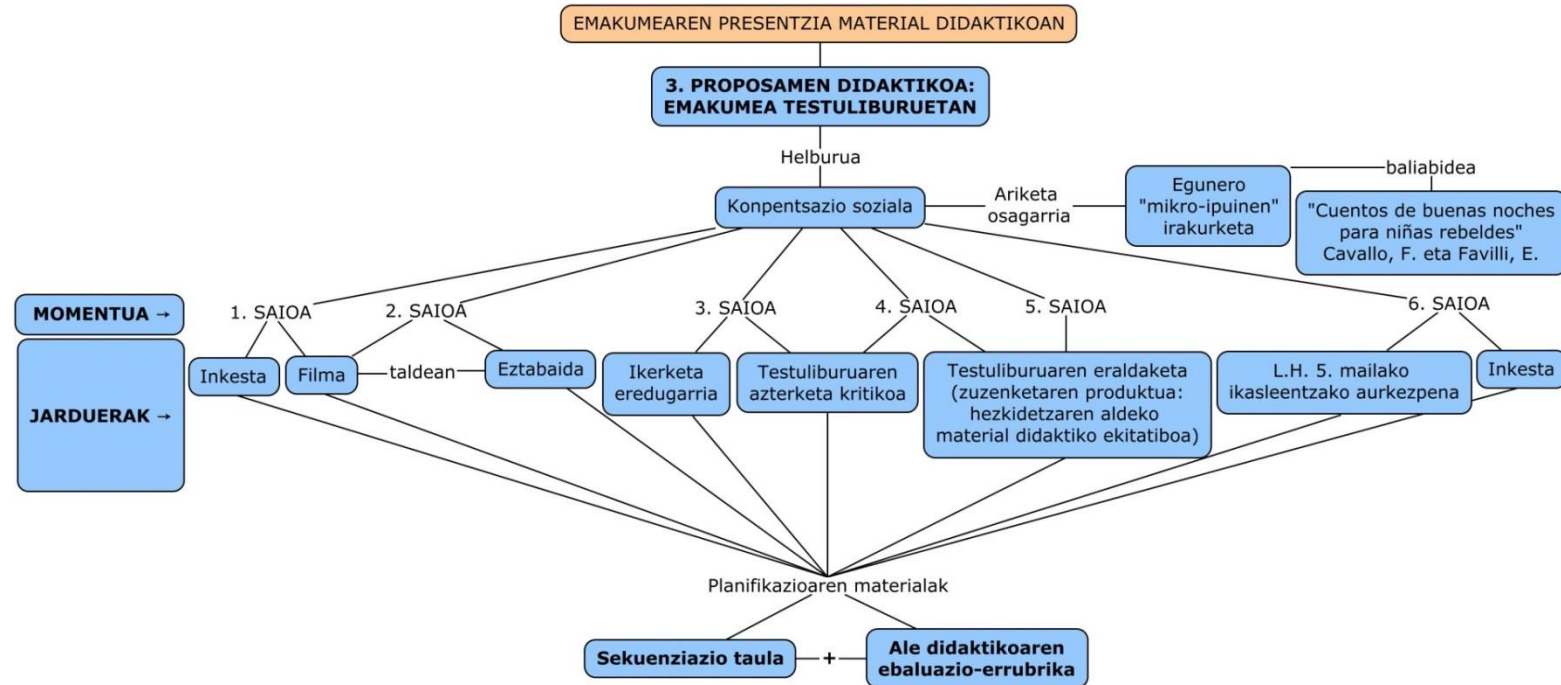 EMAKUMEAREN PRESENTZIA MATERIAL DIDAKTIKOAN
3. PROPOSAMEN DIDAKTIKOA:
EMAKUMEA TESTULIBURUETAN
Helburua
Konpentsazio soziala
Ariketa
osagarria
Egunero
"mikro-ipuinen"
irakurketa
baliabidea
"Cuentos de buenas noches
para niñas rebeldes"
Cavallo, F. eta Favilli, E.
MOMENTUA →
1. SAIOA
2. SAIOA
3. SAIOA
4. SAIOA
5. SAIOA
6. SAIOA
JARDUERAK →
Inkesta
Filma
taldean
Eztabaida
Ikerketa
eredugarria
Testuliburuaren
azterketa kritikoa
Testuliburuaren eraldaketa
(zuzenketaren produktua:
hezkidetzaren aldeko
material didaktiko ekitatiboa)
L.H. 5. mailako
ikasleentzako aurkezpena
Inkesta
Planifikazioaren materialak
Sekuenziazio taula
+
Ale didaktikoaren
ebaluazio-errubrika